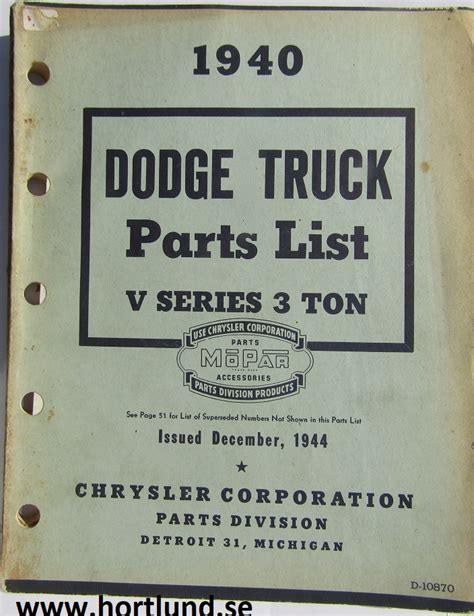 1940
DODGE TRUCK
Parts List
V SERIES 3 TON
USE CHRYSLER CORPORATION
PARTS
MOPAR
TRADE MARK
ACCESSORIES
PARTS DIVISION PRODUCTS
See Page 51 for List of Superseded Numbers Not Shown in this Parts List
Issued December, 1944
★
CHRYSLER CORPORATION
PARTS DIVISION
DETROIT 31, MICHIGAN
D-10870
www.hortlund.se